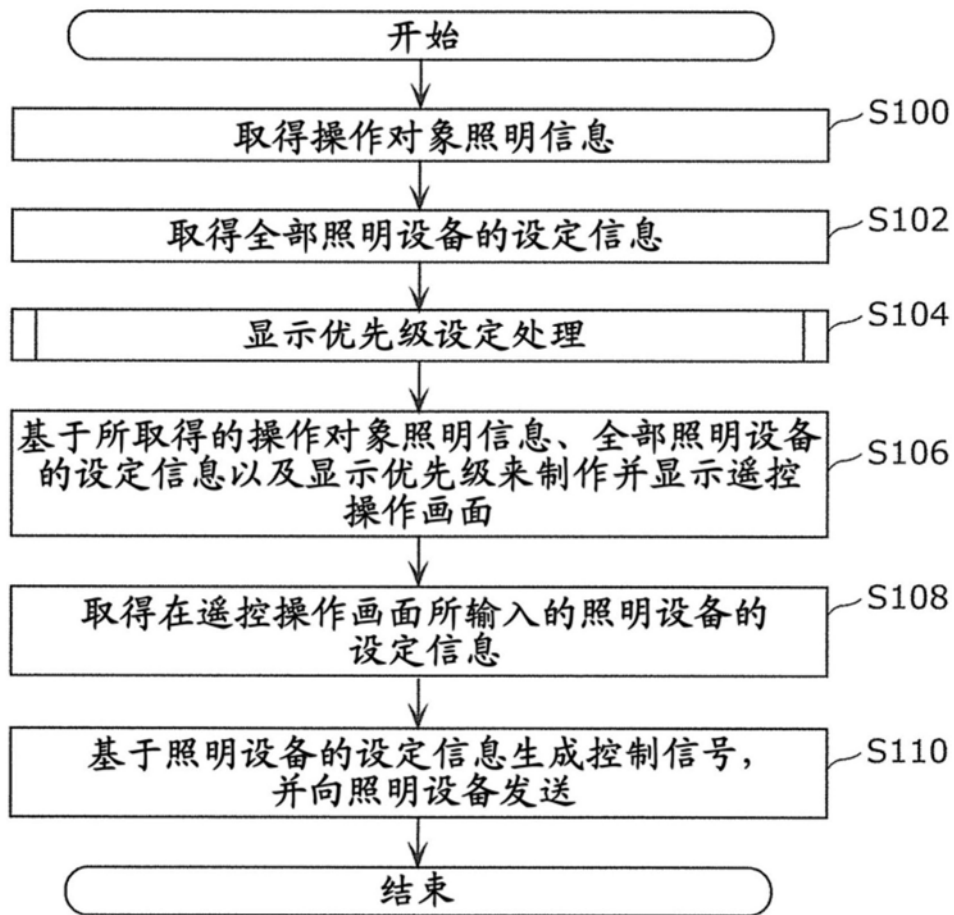 开始
取得操作对象照明信息
S100
取得全部照明设备的设定信息
S102
显示优先级设定处理
S104
基于所取得的操作对象照明信息、全部照明设备
的设定信息以及显示优先级来制作并显示遥控
操作画面
S106
取得在遥控操作画面所输入的照明设备的
设定信息
S108
基于照明设备的设定信息生成控制信号，
并向照明设备发送
S110
结束